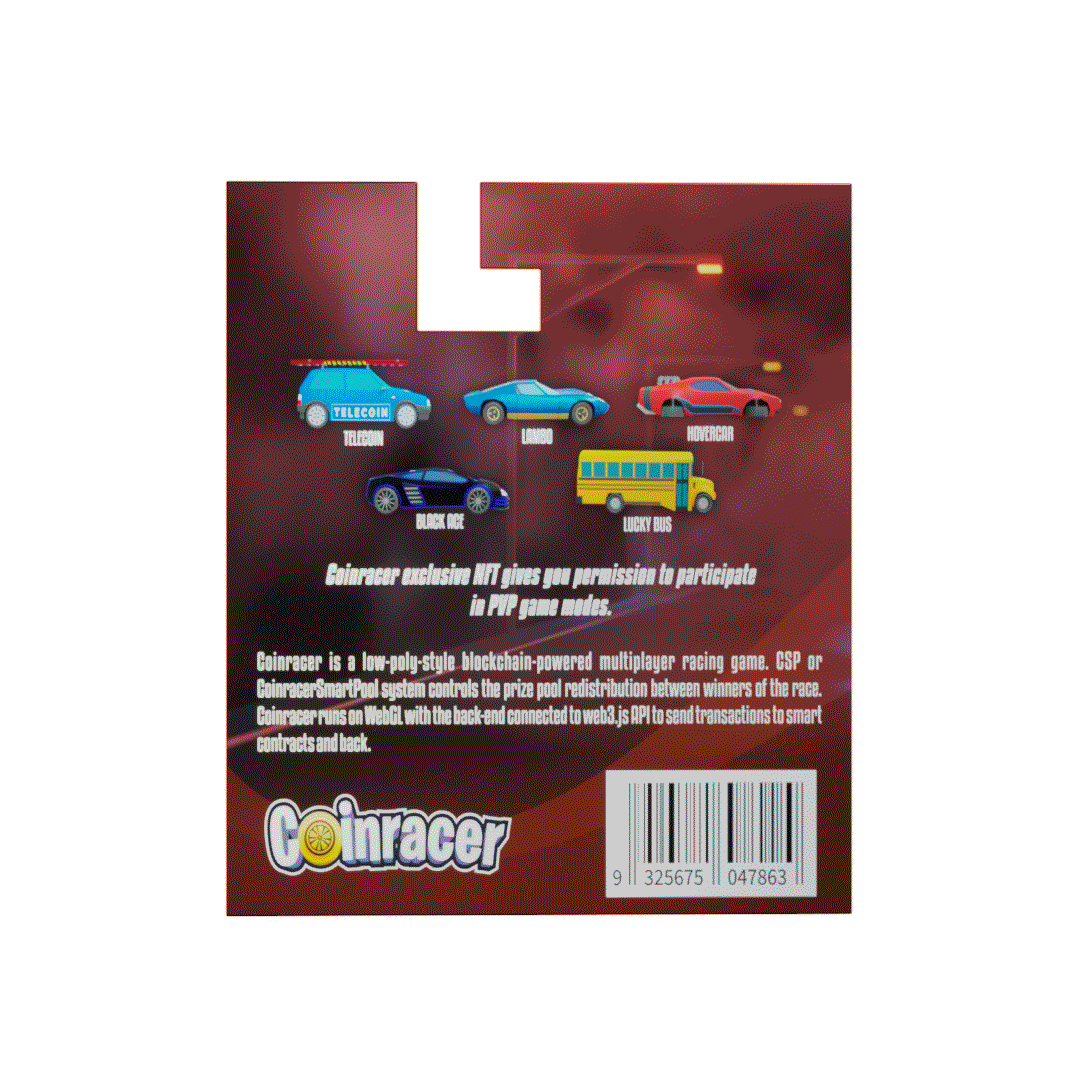 TELECOIN
TELECOIN
LAMBO
HOVERCAR
BLACK ACE
LUCKY BUS
Coinracer exclusive NFT gives you permission to participate
in PVP game modes.
Coinracer is a low-poly-style blockchain-powered multiplayer racing game. CSP or
CoinracerSmartPool system controls the prize pool redistribution between winners of the race.
Coinracer runs on WebGL with the back-end connected to web3.js API to send transactions to smart
contracts and back.
Coinracer
9 325675 047863